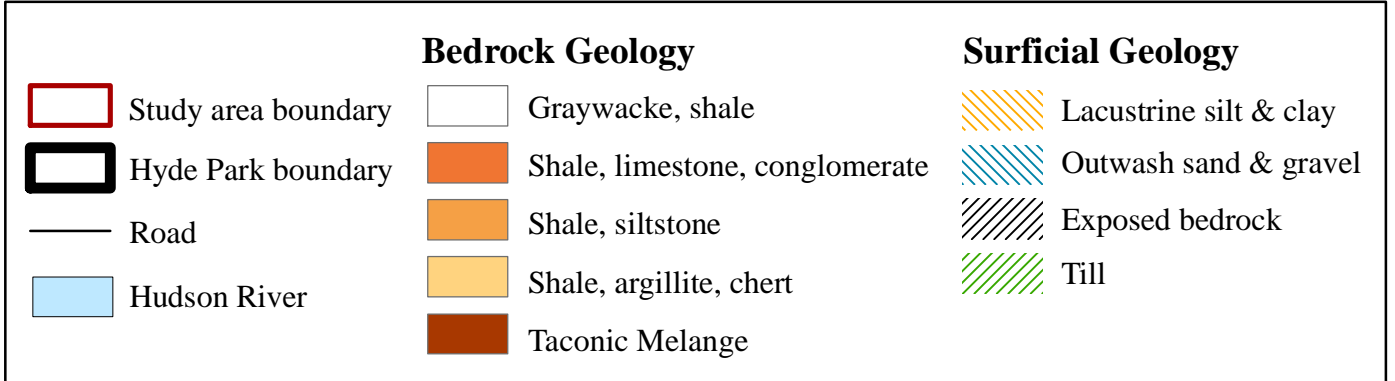 Study area boundary
Hyde Park boundary
Road
Hudson River
Bedrock Geology
Graywacke, shale
Shale, limestone, conglomerate
Shale, siltstone
Shale, argillite, chert
Taconic Melange
Surficial Geology
Lacustrine silt & clay
Outwash sand & gravel
Exposed bedrock
Till